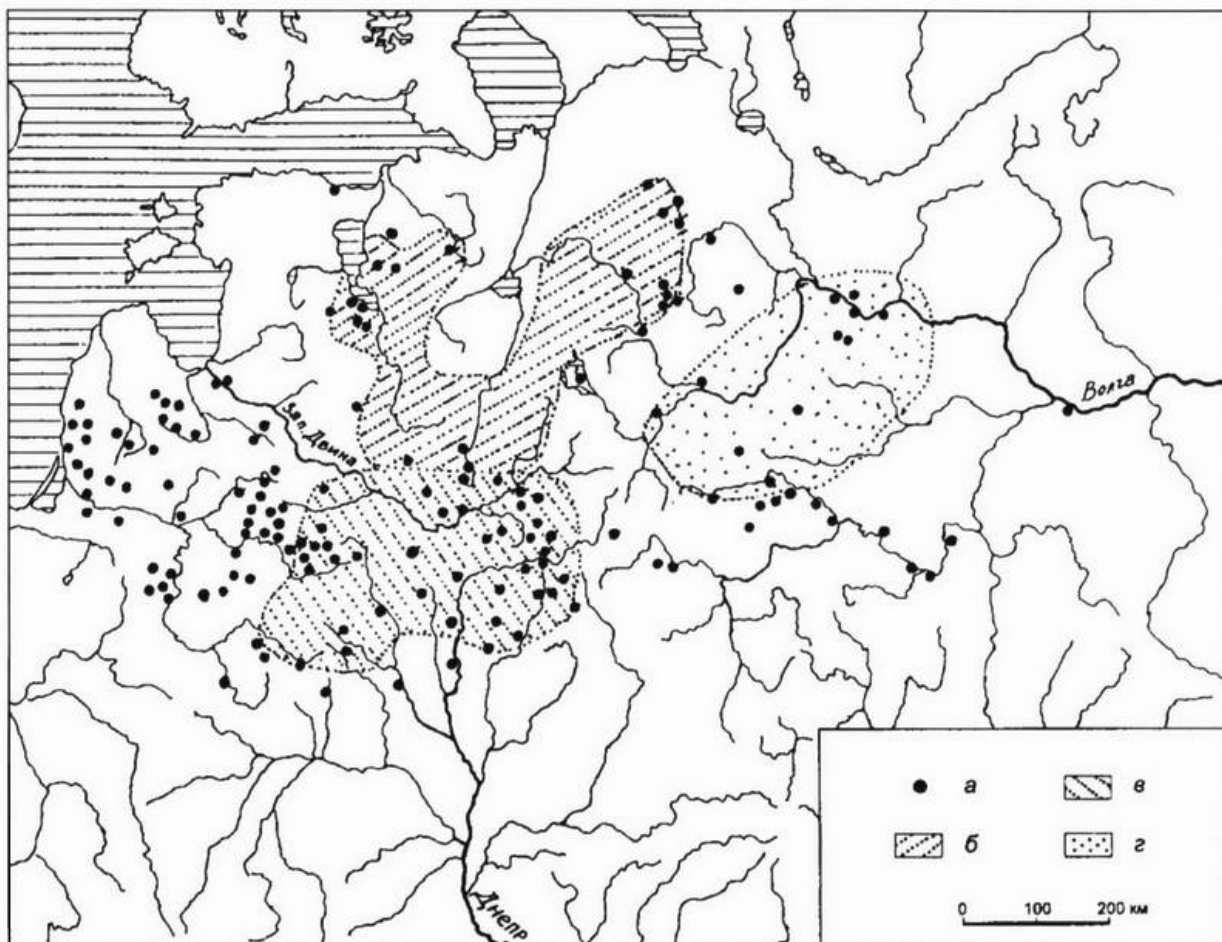 Волга
Зап. Двина
Днепр
а
б
в
г
0 100 200 км